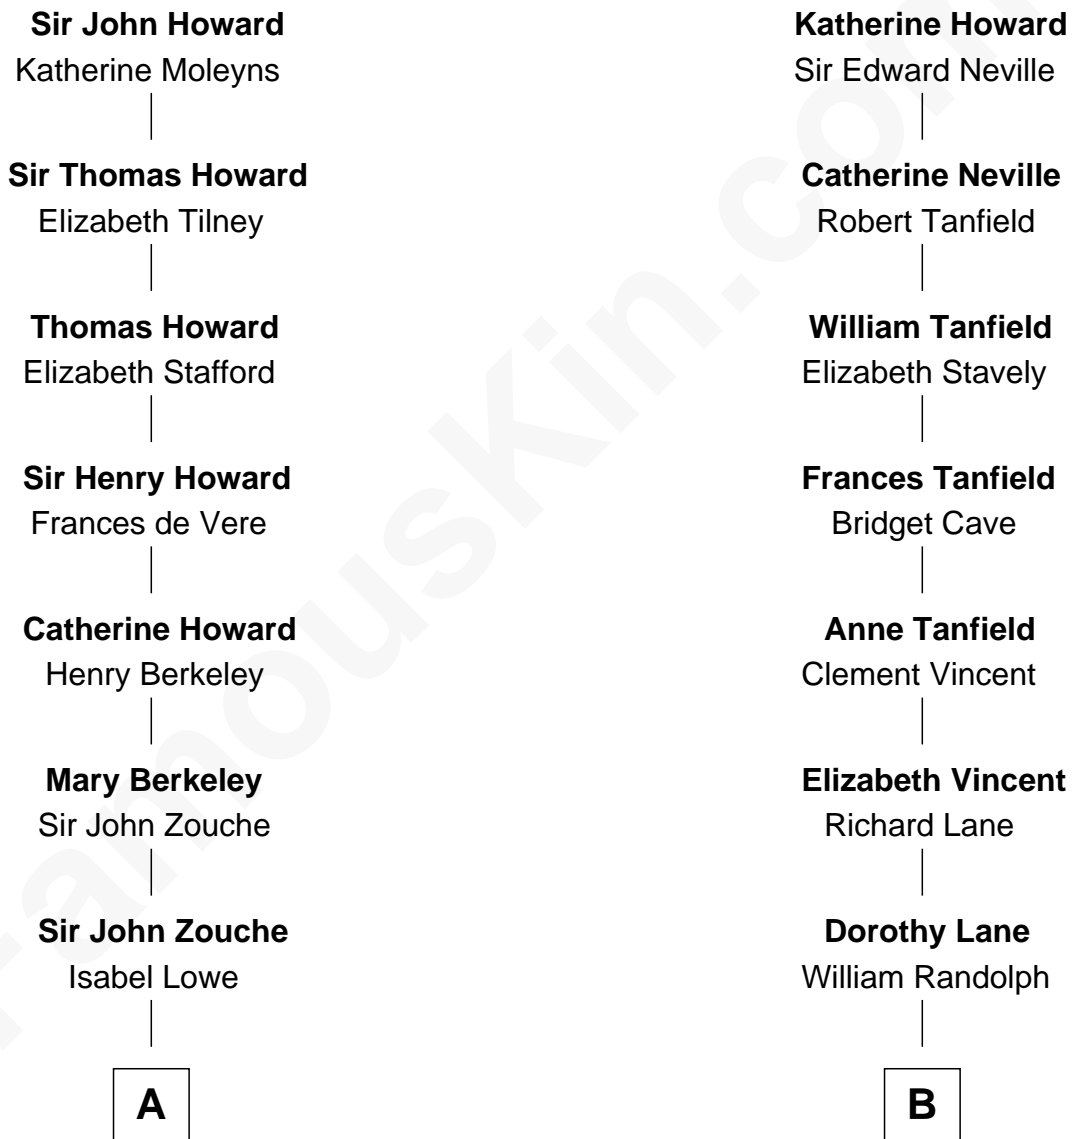 Sir John Howard
Katherine Moleyns
Sir Thomas Howard
Elizabeth Tilney
Thomas Howard
Elizabeth Stafford
Sir Henry Howard
Frances de Vere
Catherine Howard
Henry Berkeley
Mary Berkeley
Sir John Zouche
Sir John Zouche
Isabel Lowe
A
Katherine Howard
Sir Edward Neville
Catherine Neville
Robert Tanfield
William Tanfield
Elizabeth Stavely
Frances Tanfield
Bridget Cave
Anne Tanfield
Clement Vincent
Elizabeth Vincent
Richard Lane
Dorothy Lane
William Randolph
B
FamousKin.com